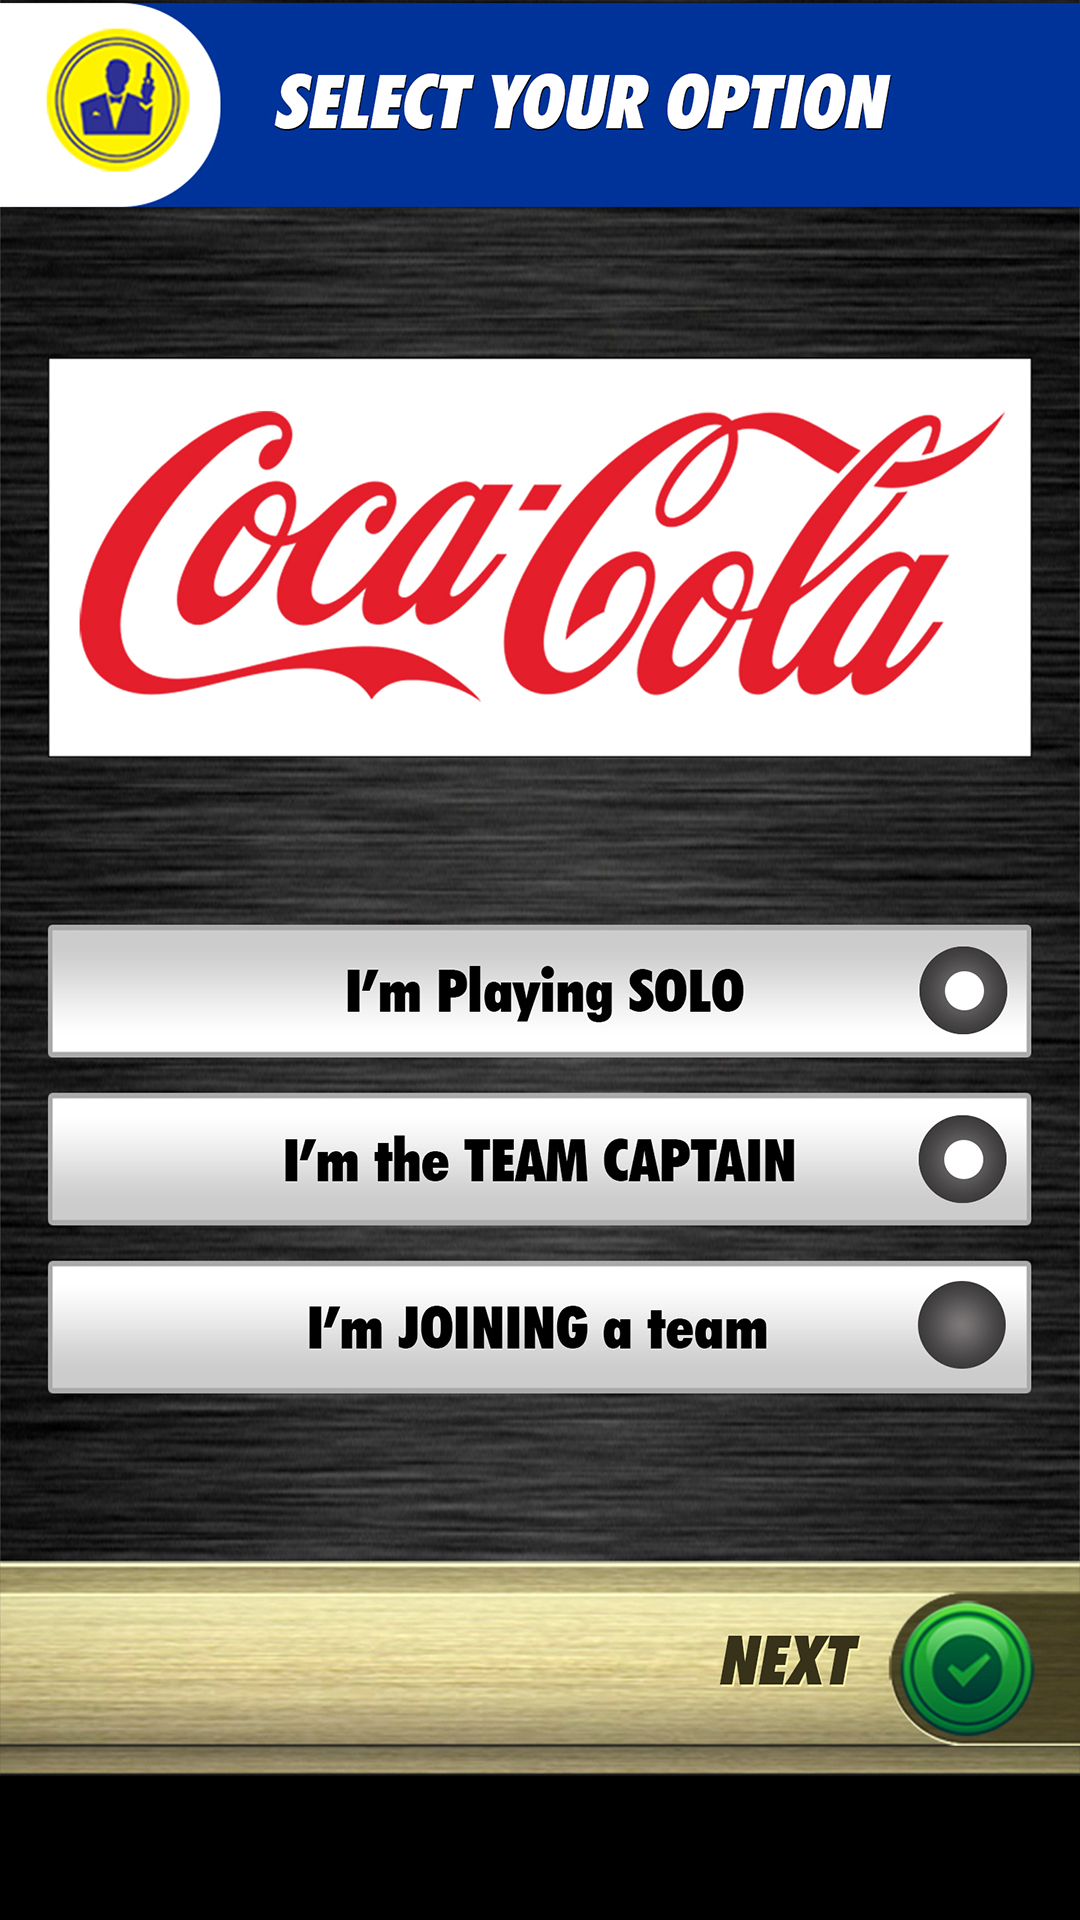 SELECT YOUR OPTION
Coca-Cola
I’m Playing SOLO
I’m the TEAM CAPTAIN
I’m JOINING a team
NEXT